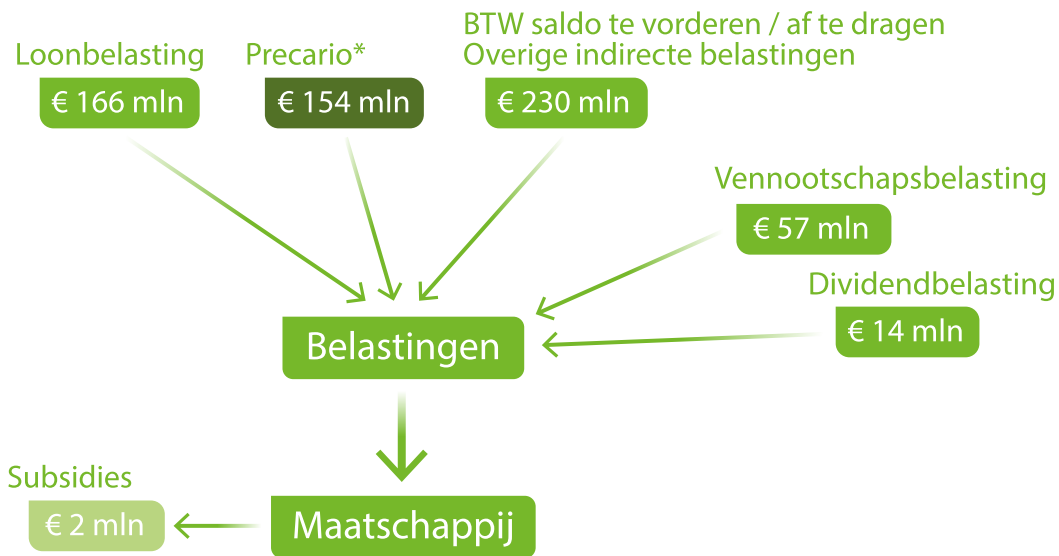 BTW saldo te vorderen / af te dragen
Loonbelasting
Precario*
Overige indirecte belastingen
€ 166 mln
€ 154 mln
€ 230 mln
Vennootschapsbelasting
€ 57 mln
Dividendbelasting
€ 14 mln
Belastingen
Subsidies
€ 2 mln
Maatschappij